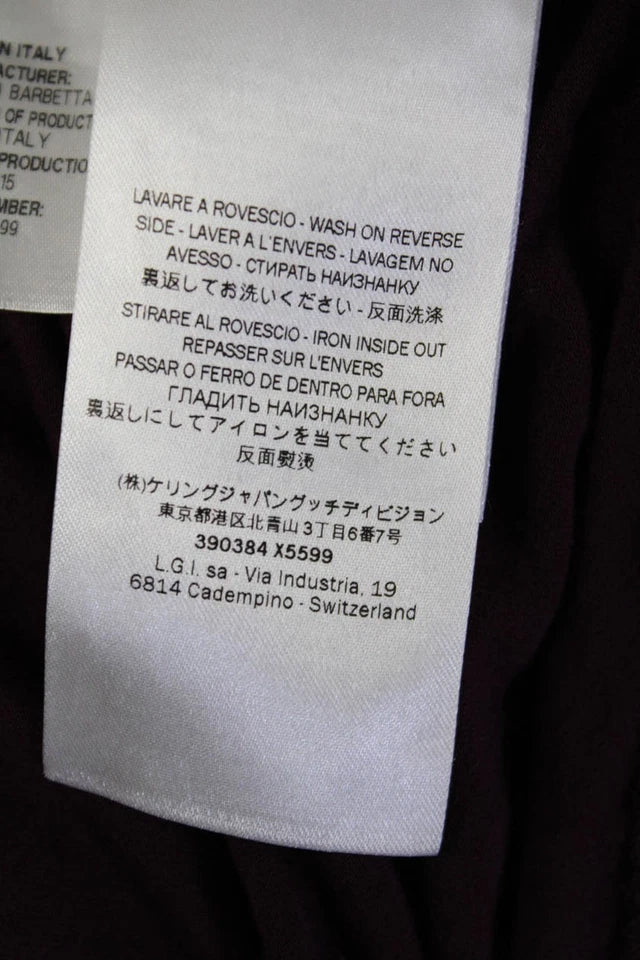 N ITALY
ACTURER:
BARBETTA
OF PRODUCT
ITALY
PRODUCTIO
15
MBER:
99
LAVARE A ROVESCIO - WASH ON REVERSE
SIDE - LAVER A L'ENVERS - LAVAGEM NO
AVESSO - СТИРАТЬ НАИЗНАНКУ
裏返してお洗いください - 反面洗涤
STIRARE AL ROVESCIO - IRON INSIDE OUT
REPASSER SUR L'ENVERS
PASSAR O FERRO DE DENTRO PARA FORA
ГЛАДИТЬ НАИЗНАНКУ
裏返しにしてアイロンを当ててください
反面熨烫
(株)ケリングジャパングッチディビジョン
東京都港区北青山3丁目6番7号
390384 X5599
L.G.I. sa - Via Industria, 19
6814 Cadempino - Switzerland